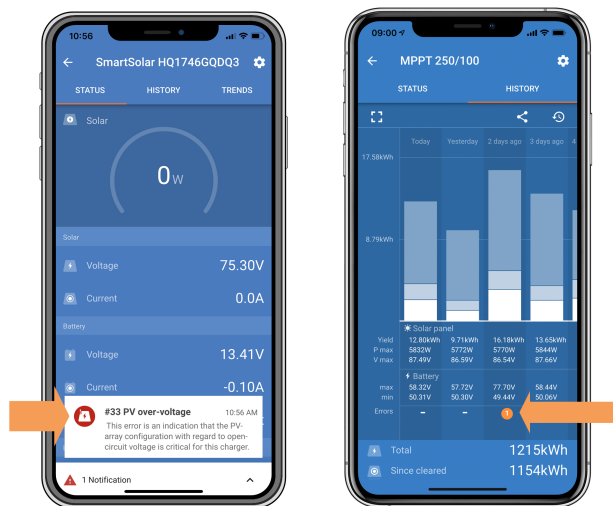 10:56
SmartSolar HQ1746GQDQ3
STATUS HISTORY TRENDS
Solar
0W
Solar
Voltage 75.30V
Current 0.0A
Battery
Voltage 13.41V
Current -0.10A
#33 PV over-voltage 10:56 AM
This error is an indication that the PV-
array configuration with regard to open-
circuit voltage is critical for this charger.
1 Notification
09:00
MPPT 250/100
STATUS HISTORY
Today Yesterday 2 days ago 3 days ago 4
17.58kWh
8.79kWh
Solar panel
Yield 12.80kWh 9.71kWh 16.18kWh 13.65kWh
P max 5832W 5772W 5770W 5844W
V max 87.49V 86.59V 86.54V 87.66V
Battery
max 58.32V 57.72V 77.70V 58.44V
min 50.31V 50.30V 49.44V 50.06V
Errors - - 1
Total 1215kWh
Since cleared 1154kWh